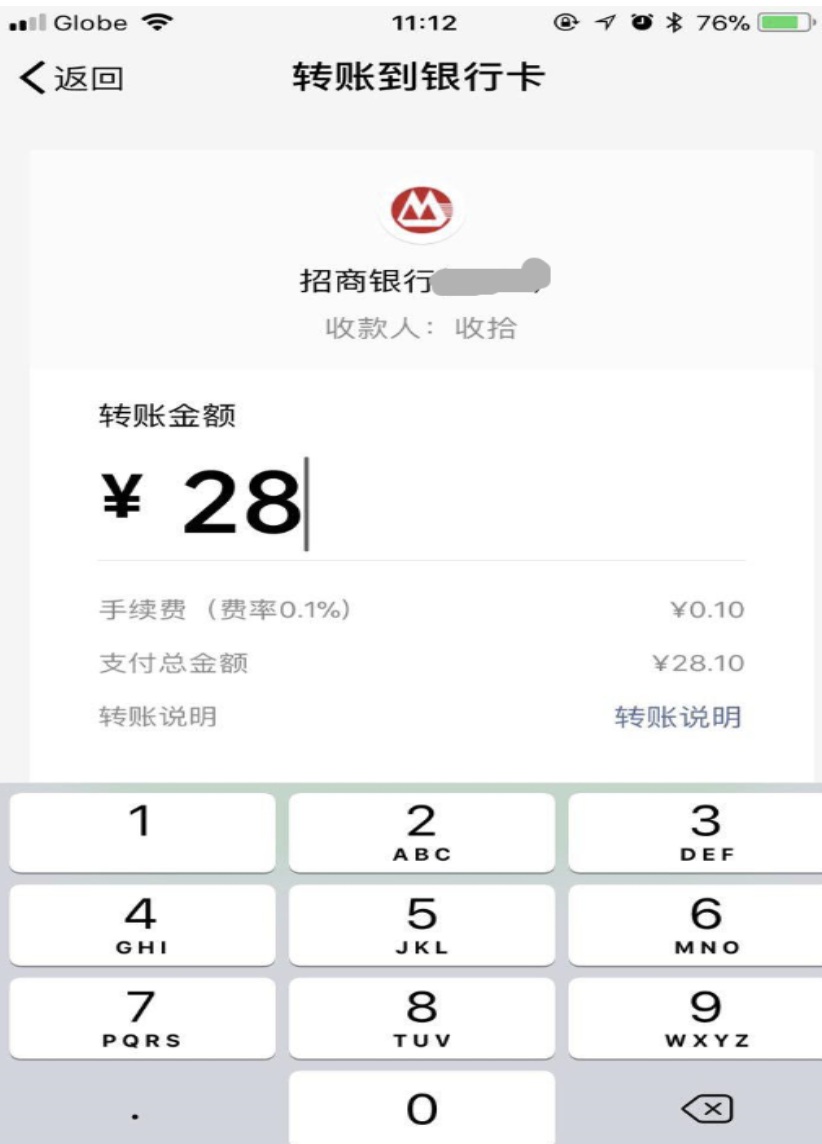 Globe 11:12 76%
返回 转账到银行卡
招商银行
收款人：收拾
转账金额
¥ 28
手续费（费率0.1%） ¥0.10
支付总金额 ¥28.10
转账说明 转账说明
1 2 3
ABC DEF
4 5 6
GHI JKL MNO
7 8 9
PQRS TUV WXYZ
. 0